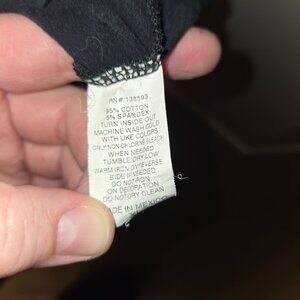 RN# 138593
95% COTTON
5% SPANDEX
TURN INSIDE OUT
MACHINE WASH COLD
WITH LIKE COLORS
ONLY NON-CHLORINE BLEACH
WHEN NEEDED
TUMBLE DRY LOW
WARM IRON ON REVERSE
SIDE IF NEEDED
DO NOT IRON
ON DECORATION
DO NOT DRY CLEAN
MADE IN MEXICO